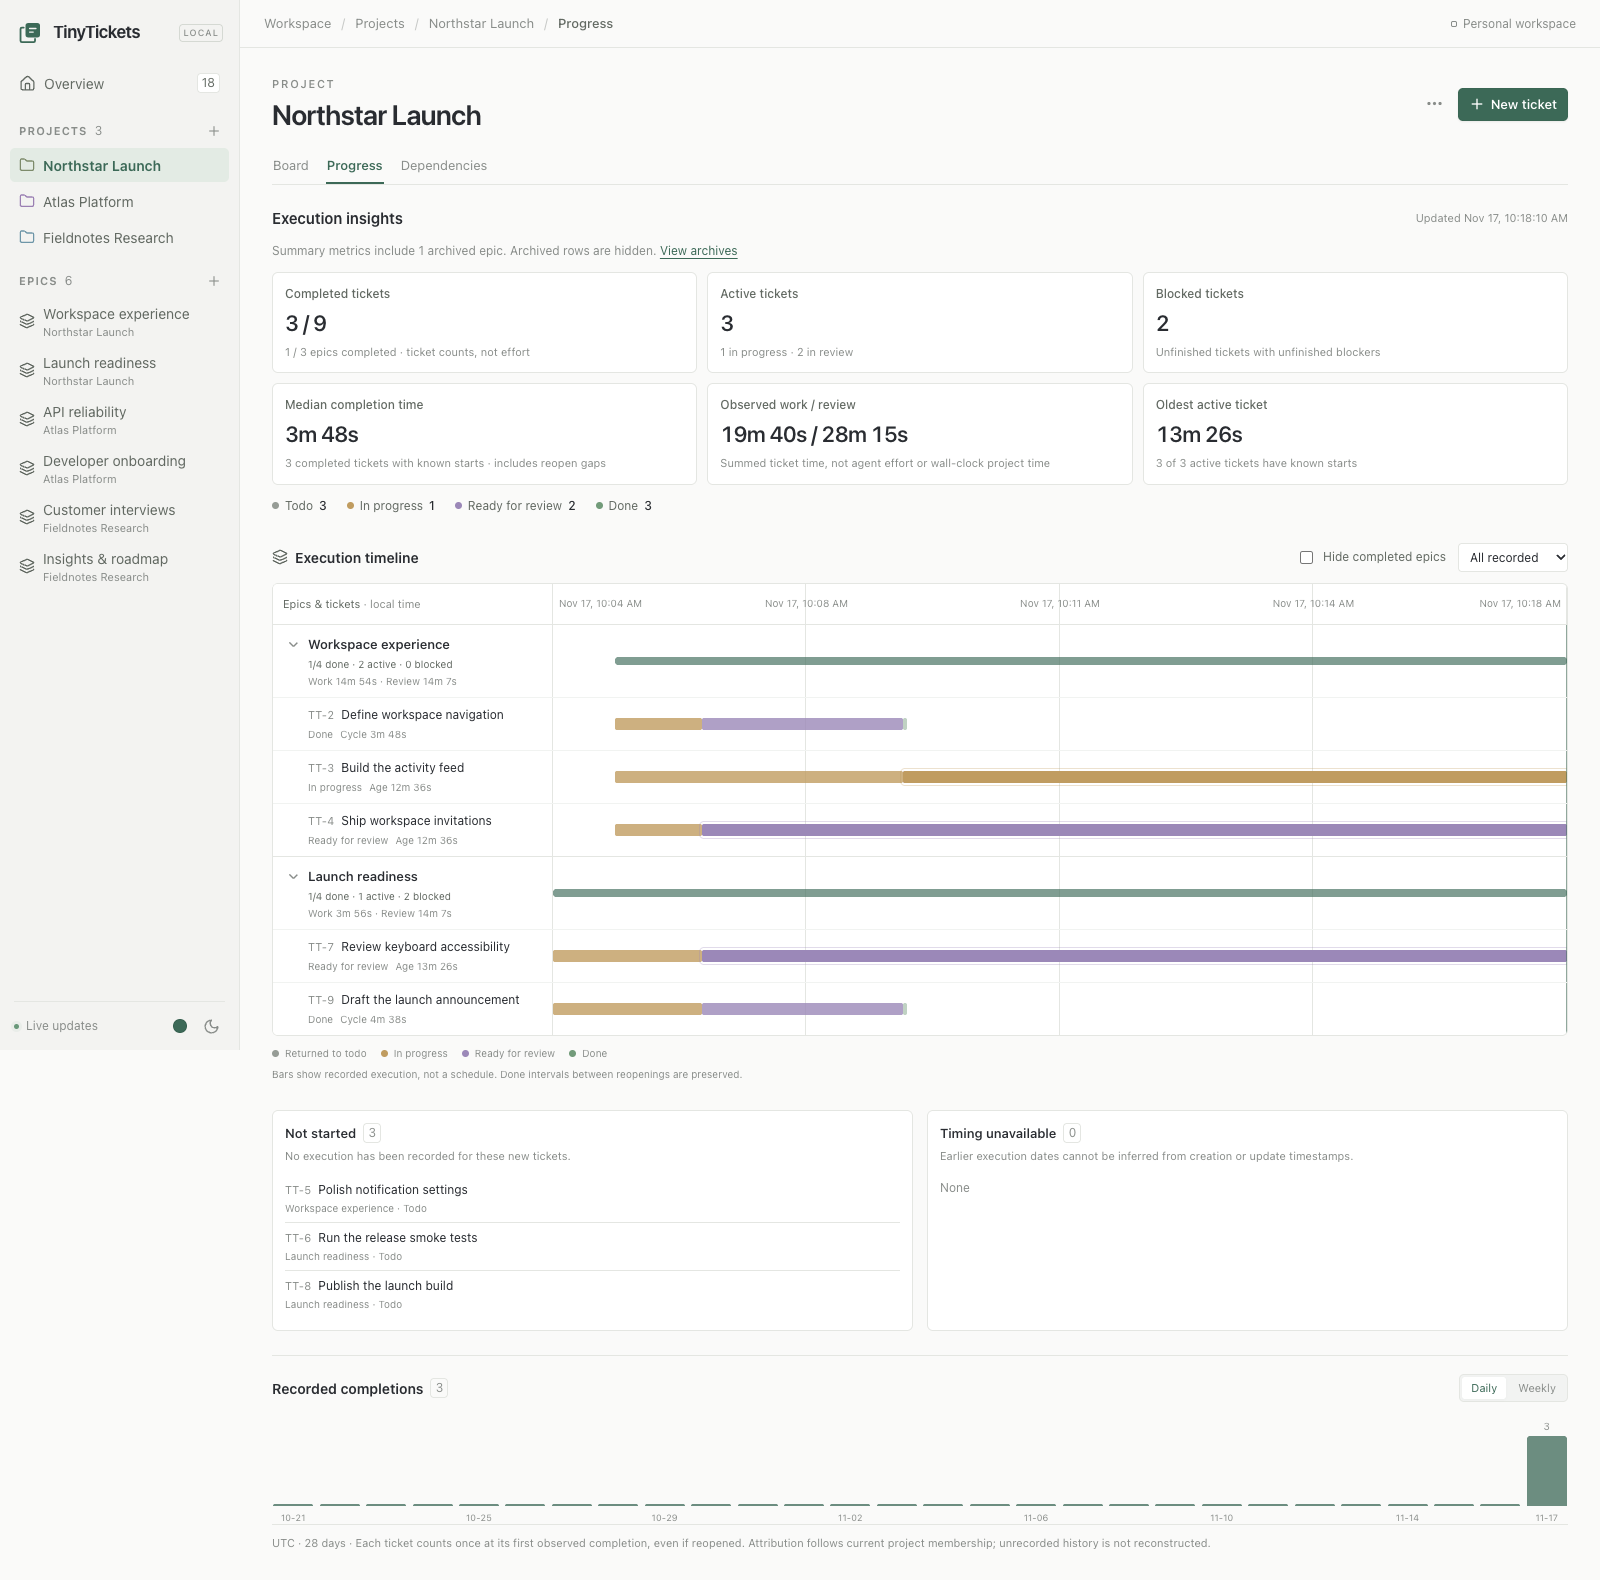 TinyTickets
LOCAL
Overview
18
PROJECTS 3
Northstar Launch
Atlas Platform
Fieldnotes Research
EPICS 6
Workspace experience
Northstar Launch
Launch readiness
Northstar Launch
API reliability
Atlas Platform
Developer onboarding
Atlas Platform
Customer interviews
Fieldnotes Research
Insights & roadmap
Fieldnotes Research
Live updates
Workspace / Projects / Northstar Launch / Progress
Personal workspace
PROJECT
Northstar Launch
New ticket
Board Progress Dependencies
Execution insights
Updated Nov 17, 10:18:10 AM
Summary metrics include 1 archived epic. Archived rows are hidden. View archives
Completed tickets
3 / 9
1 / 3 epics completed · ticket counts, not effort
Active tickets
3
1 in progress · 2 in review
Blocked tickets
2
Unfinished tickets with unfinished blockers
Median completion time
3m 48s
3 completed tickets with known starts · includes reopen gaps
Observed work / review
19m 40s / 28m 15s
Summed ticket time, not agent effort or wall-clock project time
Oldest active ticket
13m 26s
3 of 3 active tickets have known starts
Todo 3 In progress 1 Ready for review 2 Done 3
Execution timeline
Hide completed epics
All recorded
Epics & tickets · local time
Nov 17, 10:04 AM Nov 17, 10:08 AM Nov 17, 10:11 AM Nov 17, 10:14 AM Nov 17, 10:18 AM
Workspace experience
1/4 done · 2 active · 0 blocked
Work 14m 54s · Review 14m 7s
TT-2 Define workspace navigation
Done Cycle 3m 48s
TT-3 Build the activity feed
In progress Age 12m 36s
TT-4 Ship workspace invitations
Ready for review Age 12m 36s
Launch readiness
1/4 done · 1 active · 2 blocked
Work 3m 56s · Review 14m 7s
TT-7 Review keyboard accessibility
Ready for review Age 13m 26s
TT-9 Draft the launch announcement
Done Cycle 4m 38s
Returned to todo In progress Ready for review Done
Bars show recorded execution, not a schedule. Done intervals between reopenings are preserved.
Not started 3
No execution has been recorded for these new tickets.
TT-5 Polish notification settings
Workspace experience · Todo
TT-6 Run the release smoke tests
Launch readiness · Todo
TT-8 Publish the launch build
Launch readiness · Todo
Timing unavailable 0
Earlier execution dates cannot be inferred from creation or update timestamps.
None
Recorded completions 3
Daily Weekly
3
10-21 10-25 10-29 11-02 11-06 11-10 11-14 11-17
UTC · 28 days · Each ticket counts once at its first observed completion, even if reopened. Attribution follows current project membership; unrecorded history is not reconstructed.